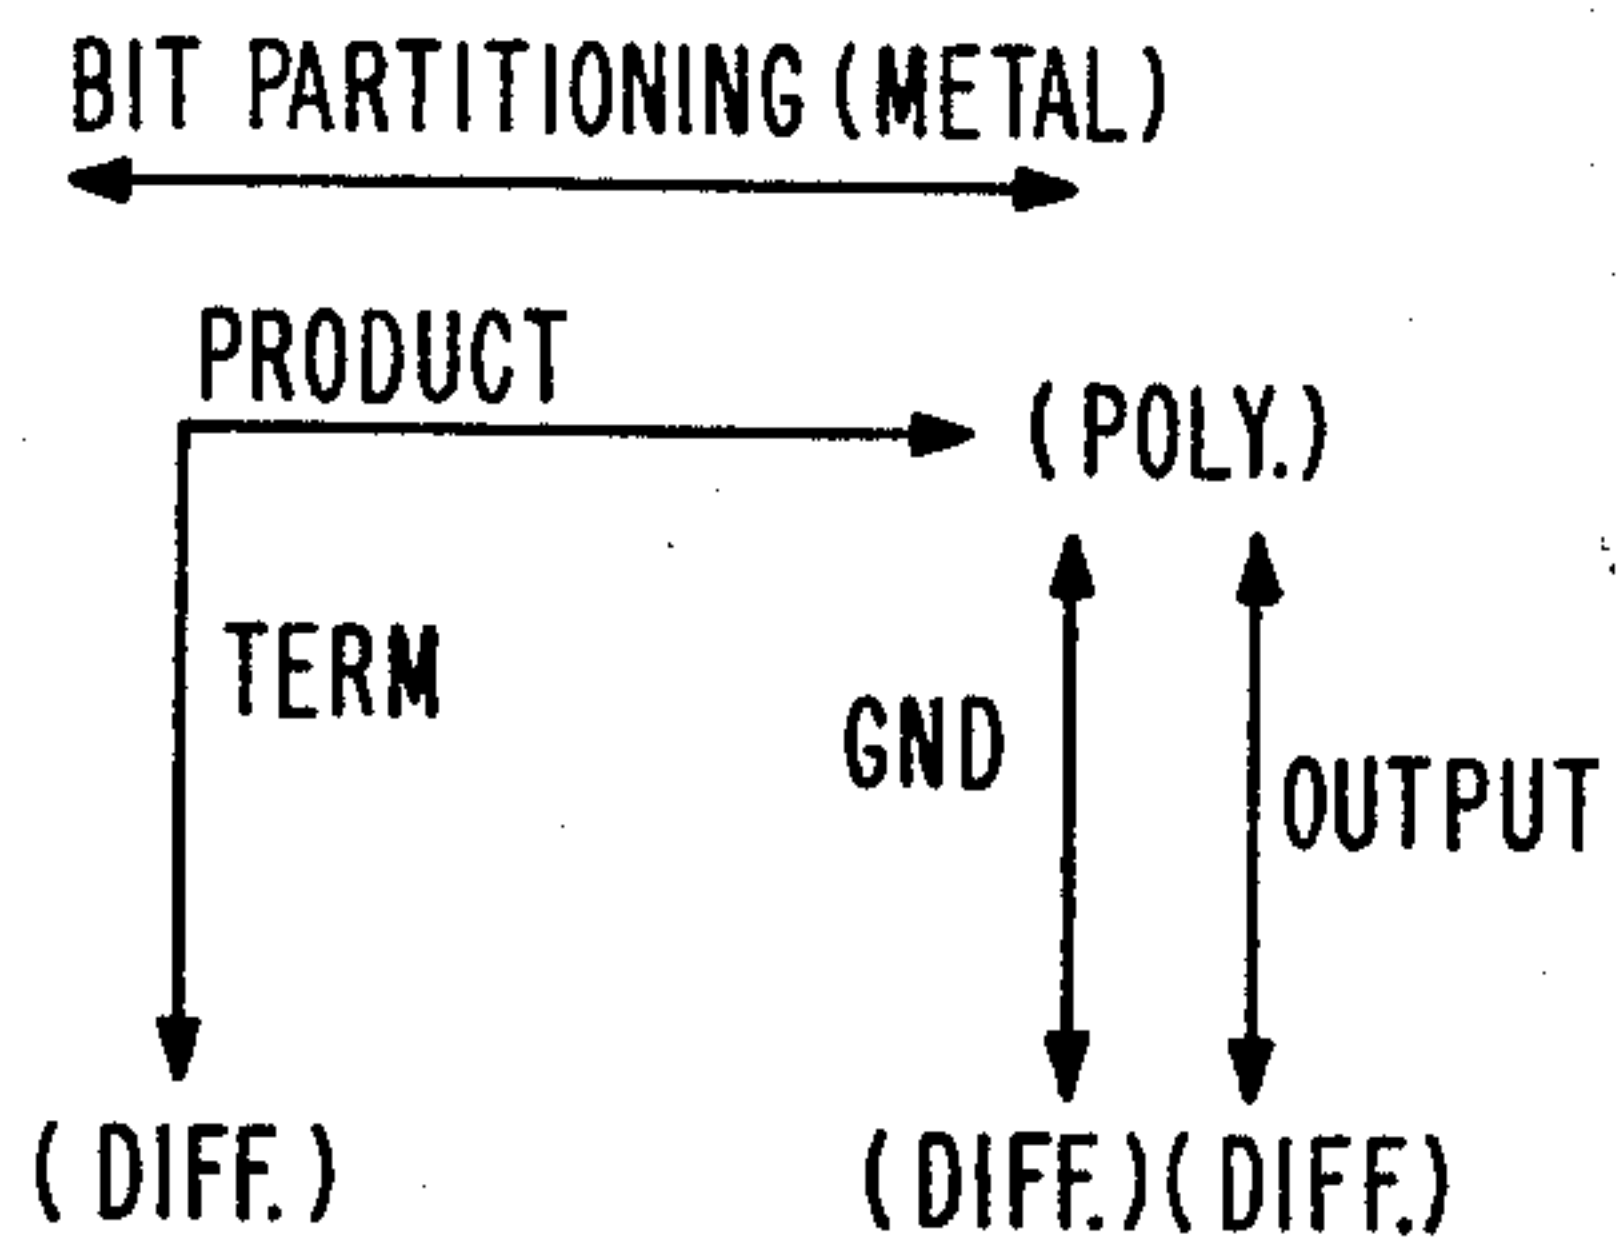 BIT PARTITIONING (METAL)
PRODUCT
(POLY.)
TERM
GND
OUTPUT
(DIFF.)
(DIFF.)
(DIFF.)